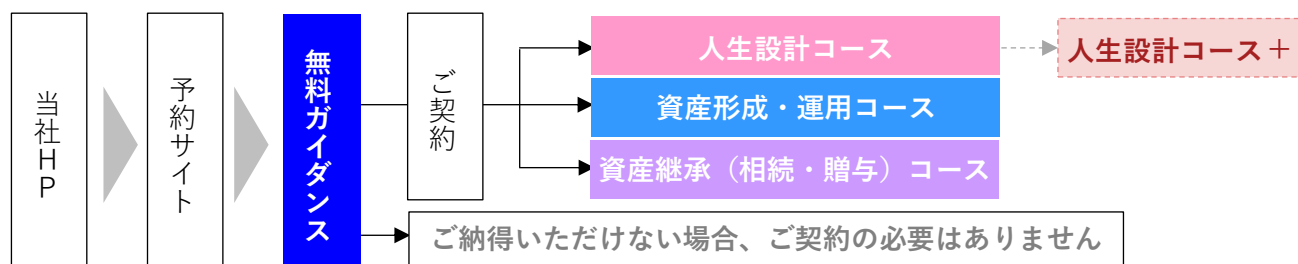 当社HP
予約サイト
無料ガイダンス
ご契約
人生設計コース
人生設計コース＋
資産形成・運用コース
資産継承（相続・贈与）コース
ご納得いただけない場合、ご契約の必要はありません